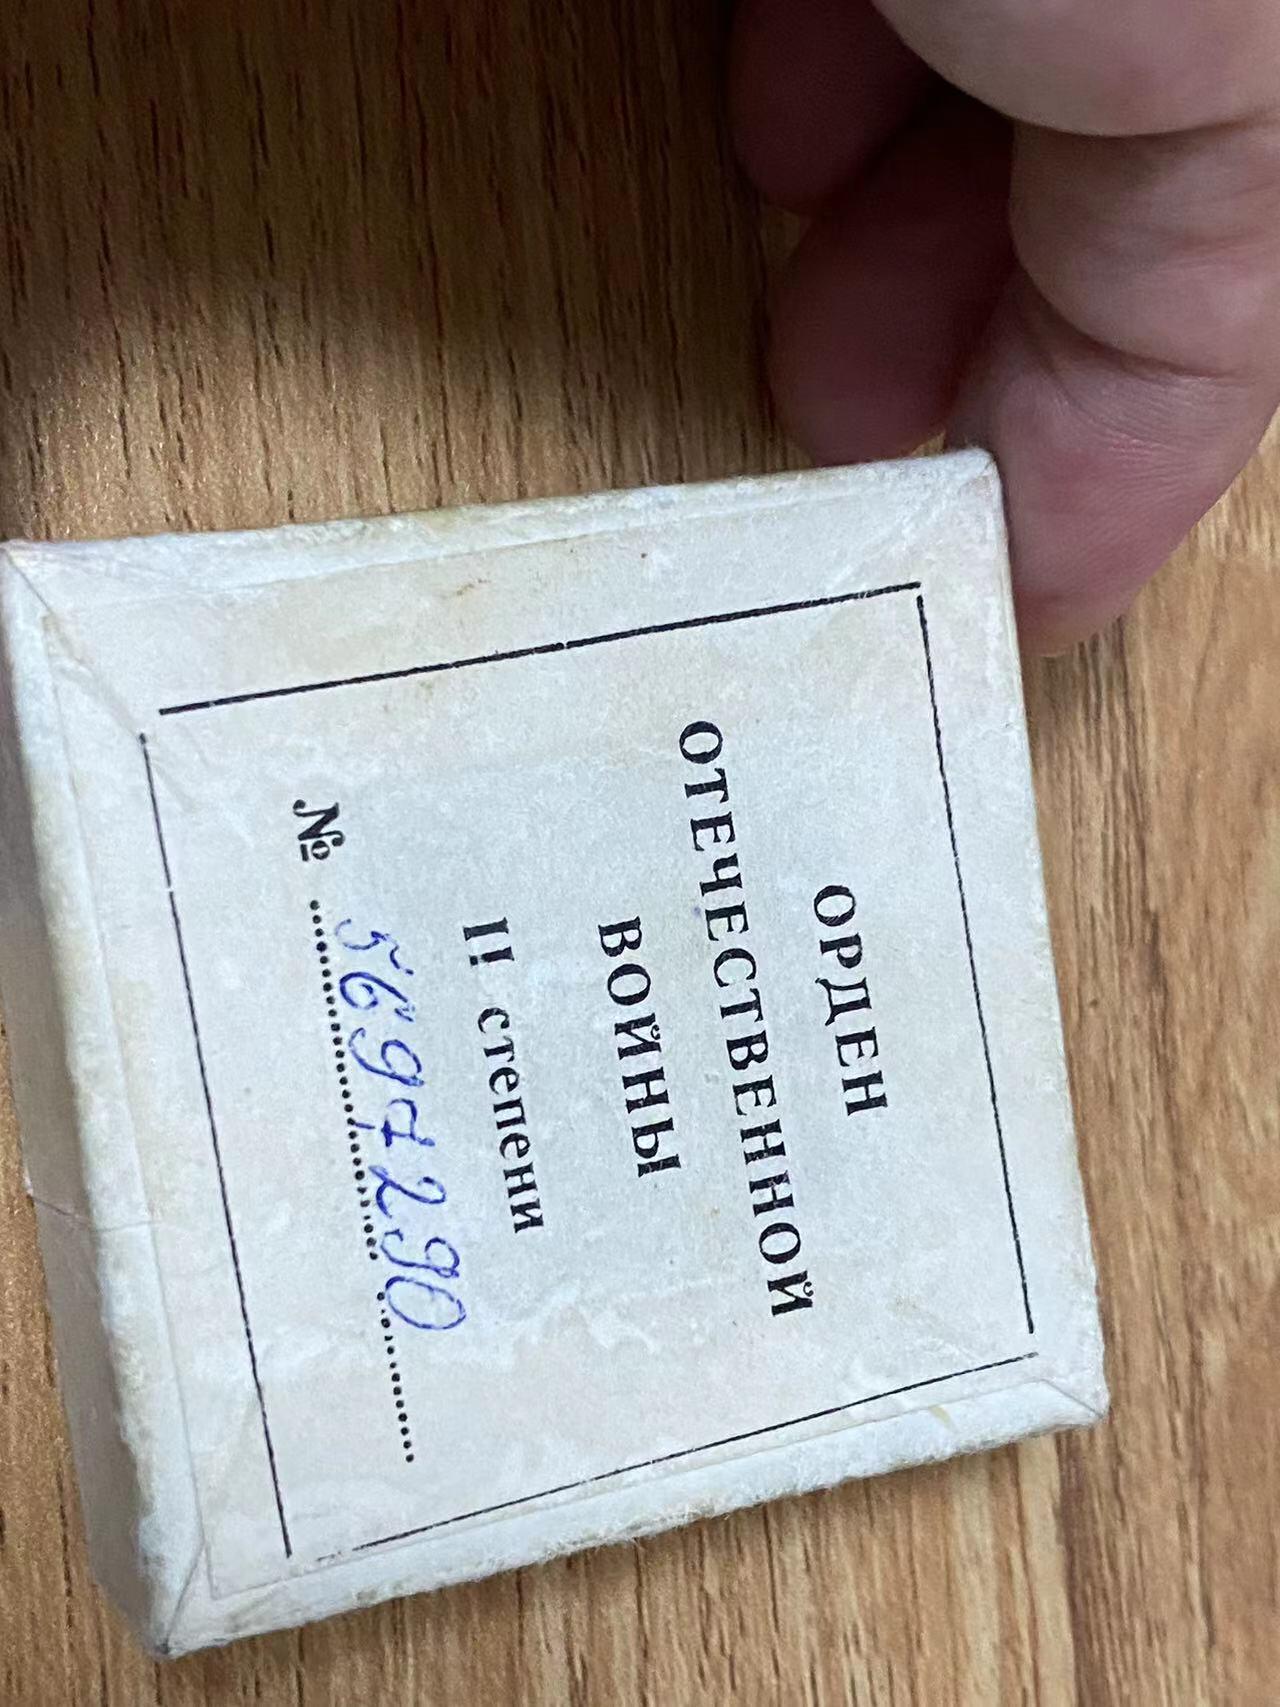 ОРДЕН
ОТЕЧЕСТВЕННОЙ
ВОЙНЫ
II степени
№ 5694290